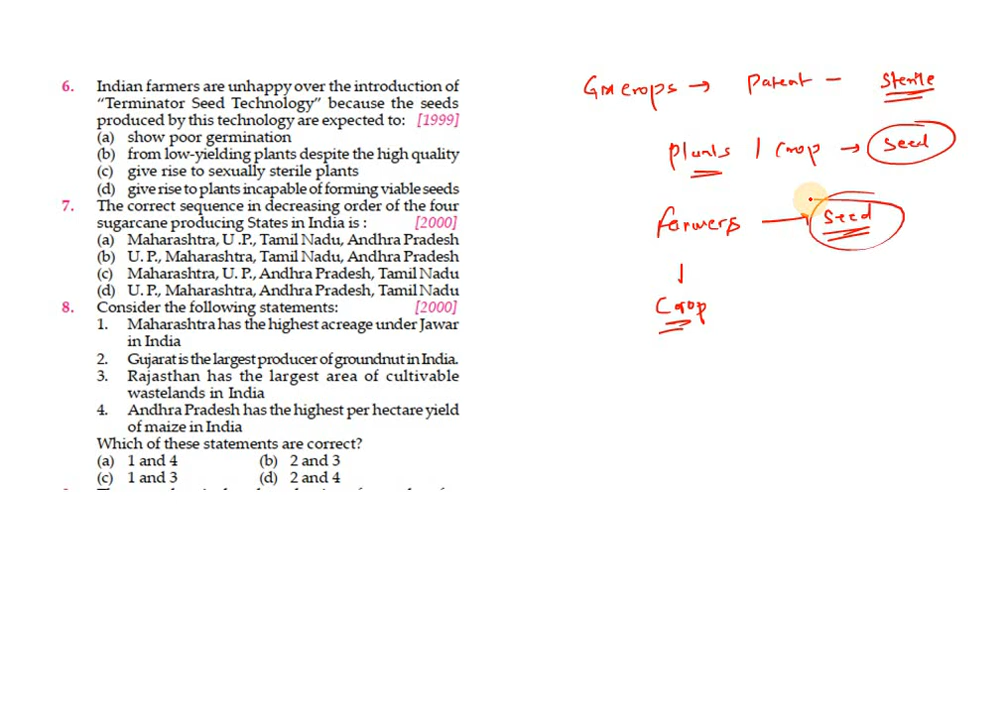 6. Indian farmers are unhappy over the introduction of
"Terminator Seed Technology" because the seeds
produced by this technology are expected to: [1999]
(a) show poor germination
(b) from low-yielding plants despite the high quality
(c) give rise to sexually sterile plants
(d) give rise to plants incapable of forming viable seeds
7. The correct sequence in decreasing order of the four
sugarcane producing States in India is : [2000]
(a) Maharashtra, U .P., Tamil Nadu, Andhra Pradesh
(b) U. P., Maharashtra, Tamil Nadu, Andhra Pradesh
(c) Maharashtra, U. P., Andhra Pradesh, Tamil Nadu
(d) U. P., Maharashtra, Andhra Pradesh, Tamil Nadu
8. Consider the following statements: [2000]
1. Maharashtra has the highest acreage under Jawar
in India
2. Gujarat is the largest producer of groundnut in India.
3. Rajasthan has the largest area of cultivable
wastelands in India
4. Andhra Pradesh has the highest per hectare yield
of maize in India
Which of these statements are correct?
(a) 1 and 4 (b) 2 and 3
(c) 1 and 3 (d) 2 and 4
GM crops → Patent – Sterile
Plants / Crop → Seed
farmers → Seed
↓
Crop